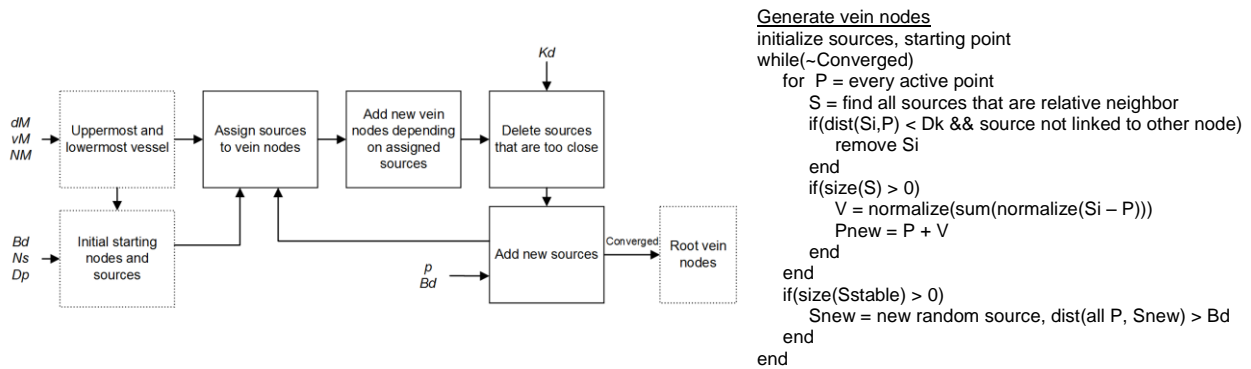 Kd
dM
vM
NM
Uppermost and
lowermost vessel
Assign sources
to vein nodes
Add new vein
nodes depending
on assigned
sources
Delete sources
that are too close
Bd
Ns
Dp
Initial starting
nodes and
sources
p
Bd
Add new sources
Converged
Root vein
nodes
Generate vein nodes
initialize sources, starting point
while(~Converged)
for P = every active point
S = find all sources that are relative neighbor
if(dist(Si,P) < Dk && source not linked to other node)
remove Si
end
if(size(S) > 0)
V = normalize(sum(normalize(Si – P)))
Pnew = P + V
end
end
if(size(Sstable) > 0)
Snew = new random source, dist(all P, Snew) > Bd
end
end